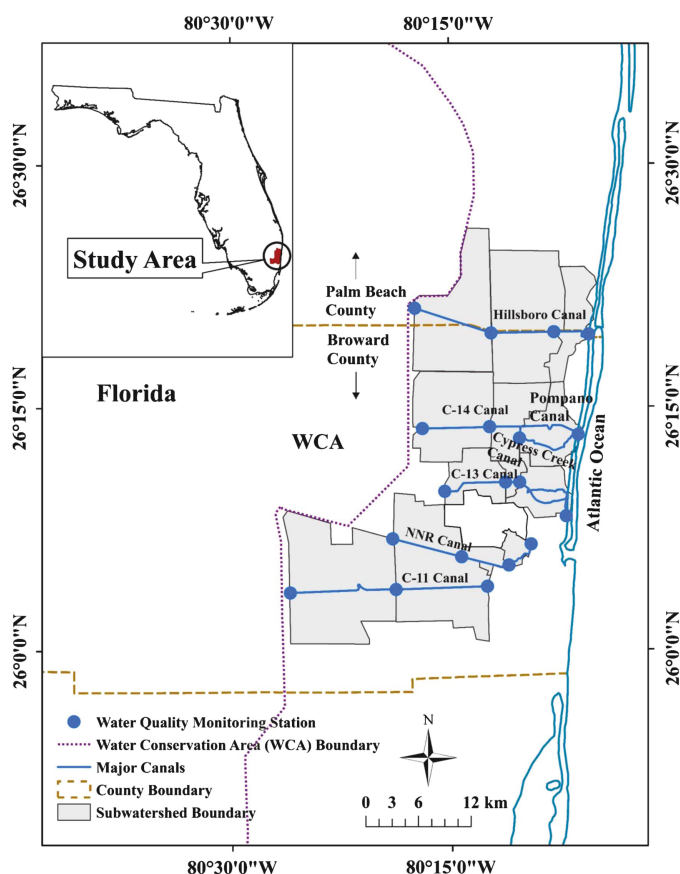 80°30'0"W
80°15'0"W
26°30'0"N
26°30'0"N
Study Area
Palm Beach
County
Hillsboro Canal
Broward
County
Florida
26°15'0"N
26°15'0"N
WCA
C-14 Canal
Pompano
Canal
Cypress Creek
Canal
C-13 Canal
Atlantic Ocean
NNR Canal
C-11 Canal
26°0'0"N
26°0'0"N
Water Quality Monitoring Station
Water Conservation Area (WCA) Boundary
Major Canals
County Boundary
Subwatershed Boundary
N
0 3 6 12 km
80°30'0"W
80°15'0"W